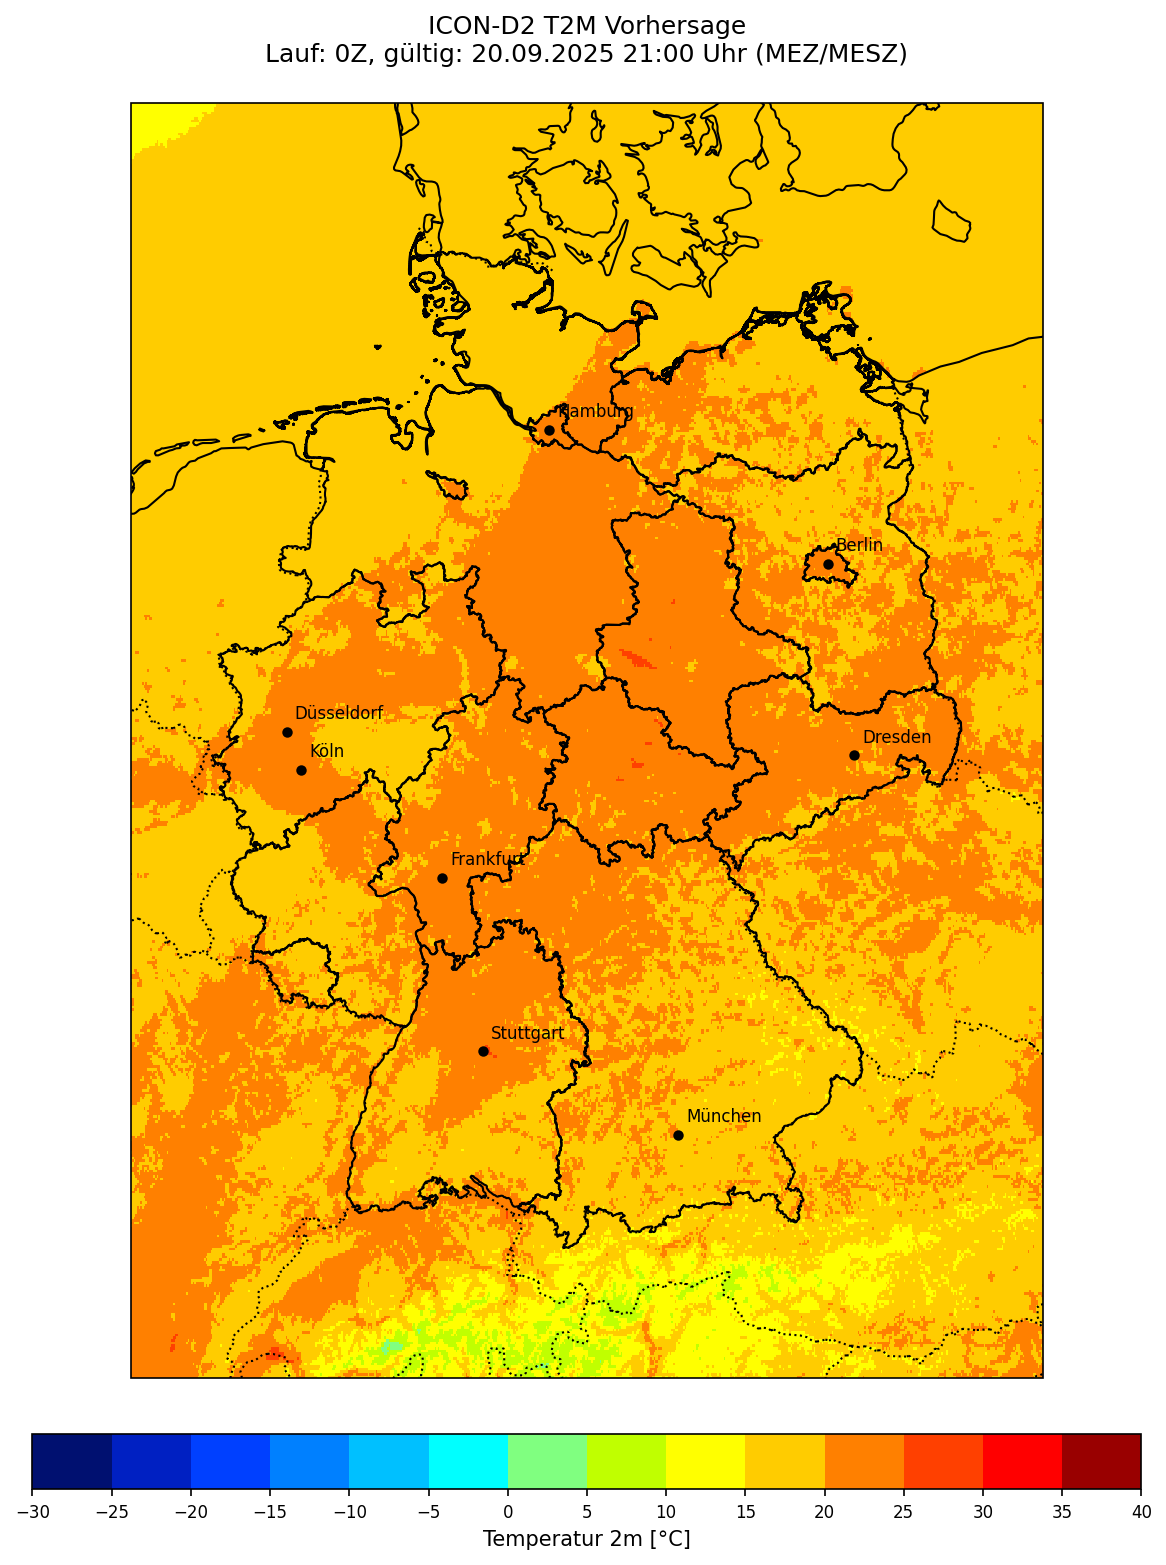 ICON-D2 T2M Vorhersage
Lauf: 0Z, gültig: 20.09.2025 21:00 Uhr (MEZ/MESZ)
Hamburg
Berlin
Düsseldorf
Dresden
Köln
Frankfurt
Stuttgart
München
−30 −25 −20 −15 −10 −5 0 5 10 15 20 25 30 35 40
Temperatur 2m [°C]